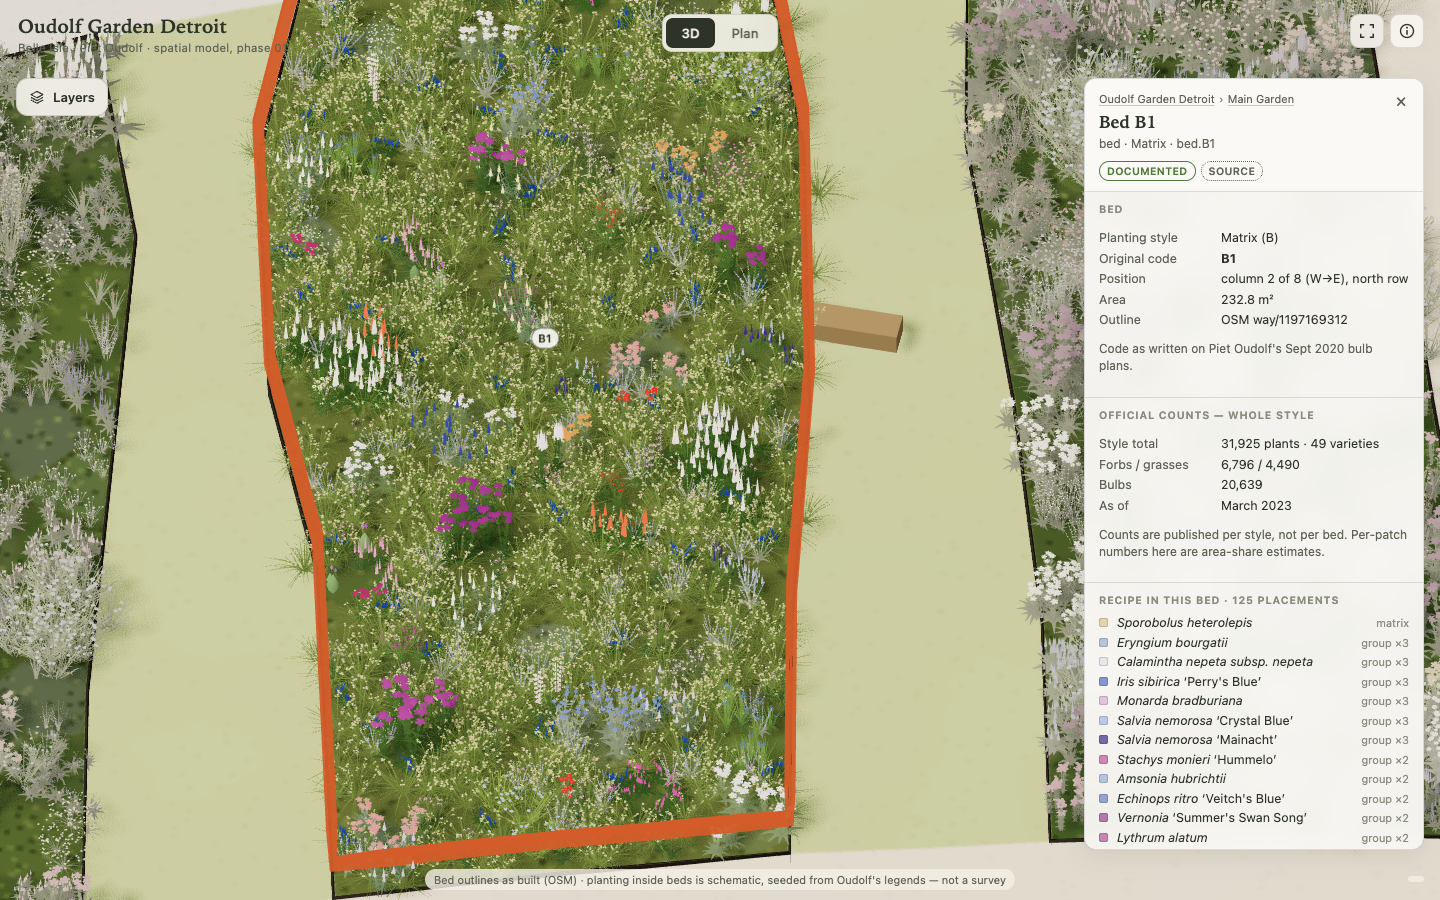 Oudolf Garden Detroit
Belle Isle · Piet Oudolf · spatial model, phase 0
Layers
3D
Plan
B1
Oudolf Garden Detroit › Main Garden
Bed B1
bed · Matrix · bed.B1
DOCUMENTED
SOURCE
BED
Planting style Matrix (B)
Original code B1
Position column 2 of 8 (W→E), north row
Area 232.8 m²
Outline OSM way/1197169312
Code as written on Piet Oudolf's Sept 2020 bulb
plans.
OFFICIAL COUNTS — WHOLE STYLE
Style total 31,925 plants · 49 varieties
Forbs / grasses 6,796 / 4,490
Bulbs 20,639
As of March 2023
Counts are published per style, not per bed. Per-patch
numbers here are area-share estimates.
RECIPE IN THIS BED · 125 PLACEMENTS
Sporobolus heterolepis matrix
Eryngium bourgatii group ×3
Calamintha nepeta subsp. nepeta group ×3
Iris sibirica ‘Perry's Blue’ group ×3
Monarda bradburiana group ×3
Salvia nemorosa ‘Crystal Blue’ group ×3
Salvia nemorosa ‘Mainacht’ group ×3
Stachys monieri ‘Hummelo’ group ×2
Amsonia hubrichtii group ×2
Echinops ritro ‘Veitch's Blue’ group ×2
Vernonia ‘Summer's Swan Song’ group ×2
Lythrum alatum group ×2
Bed outlines as built (OSM) · planting inside beds is schematic, seeded from Oudolf's legends — not a survey